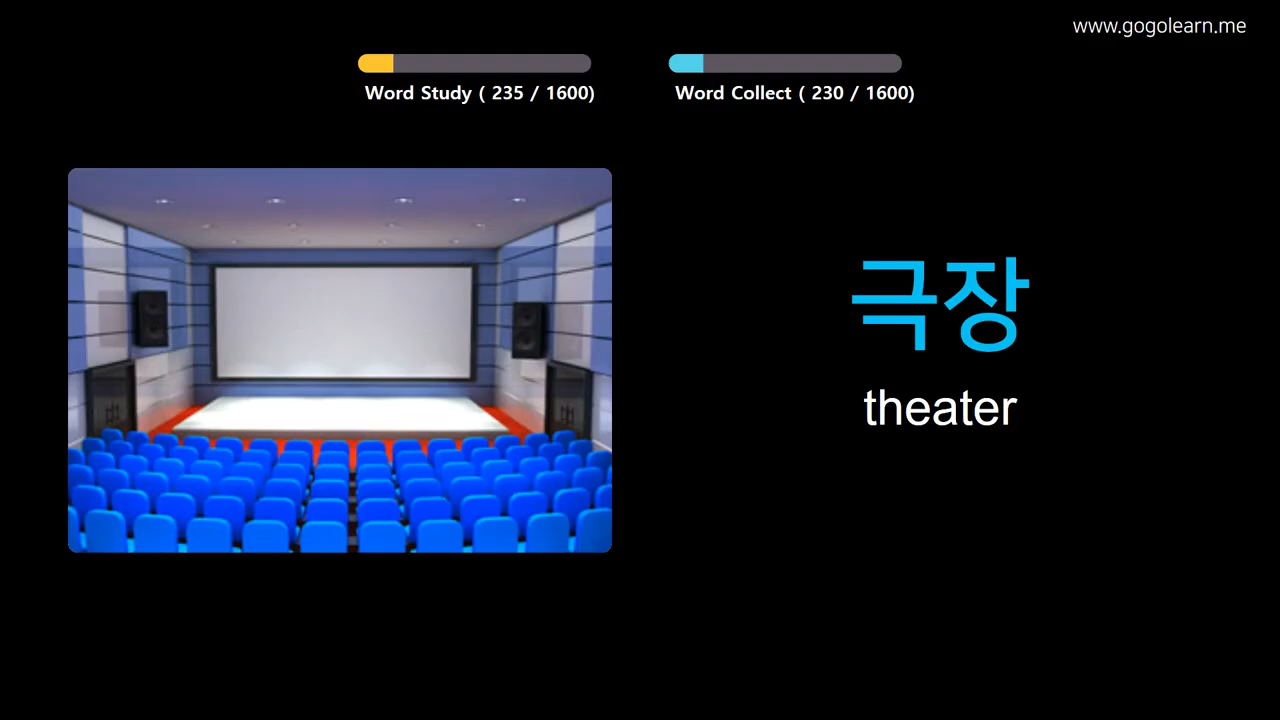 www.gogolearn.me
Word Study ( 235 / 1600)
Word Collect ( 230 / 1600)
극장
theater